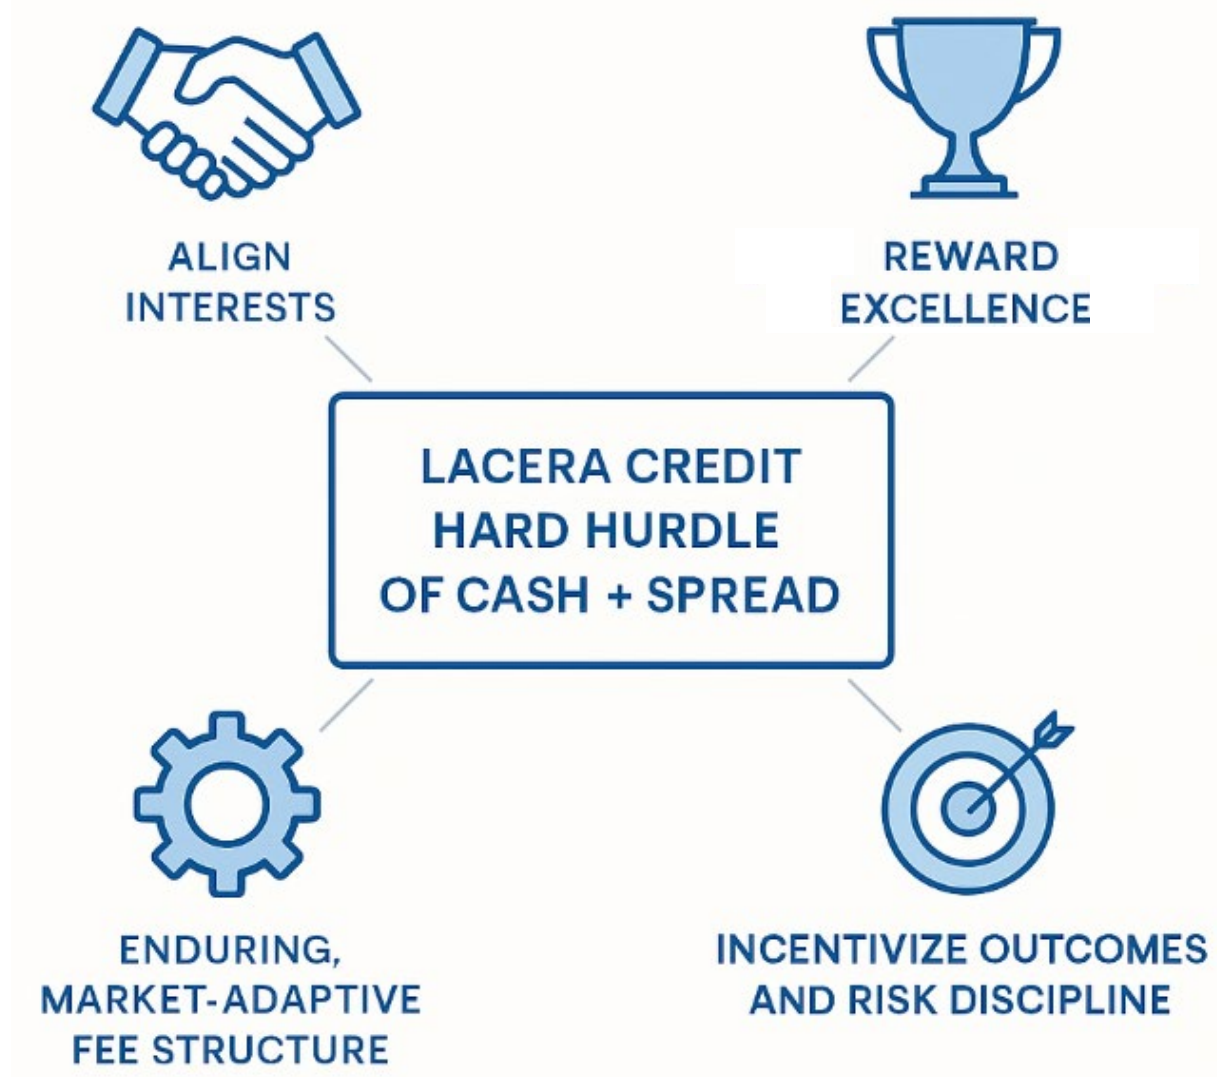 ALIGN
INTERESTS
REWARD
EXCELLENCE
LACERA CREDIT
HARD HURDLE
OF CASH + SPREAD
ENDURING,
MARKET-ADAPTIVE
FEE STRUCTURE
INCENTIVIZE OUTCOMES
AND RISK DISCIPLINE